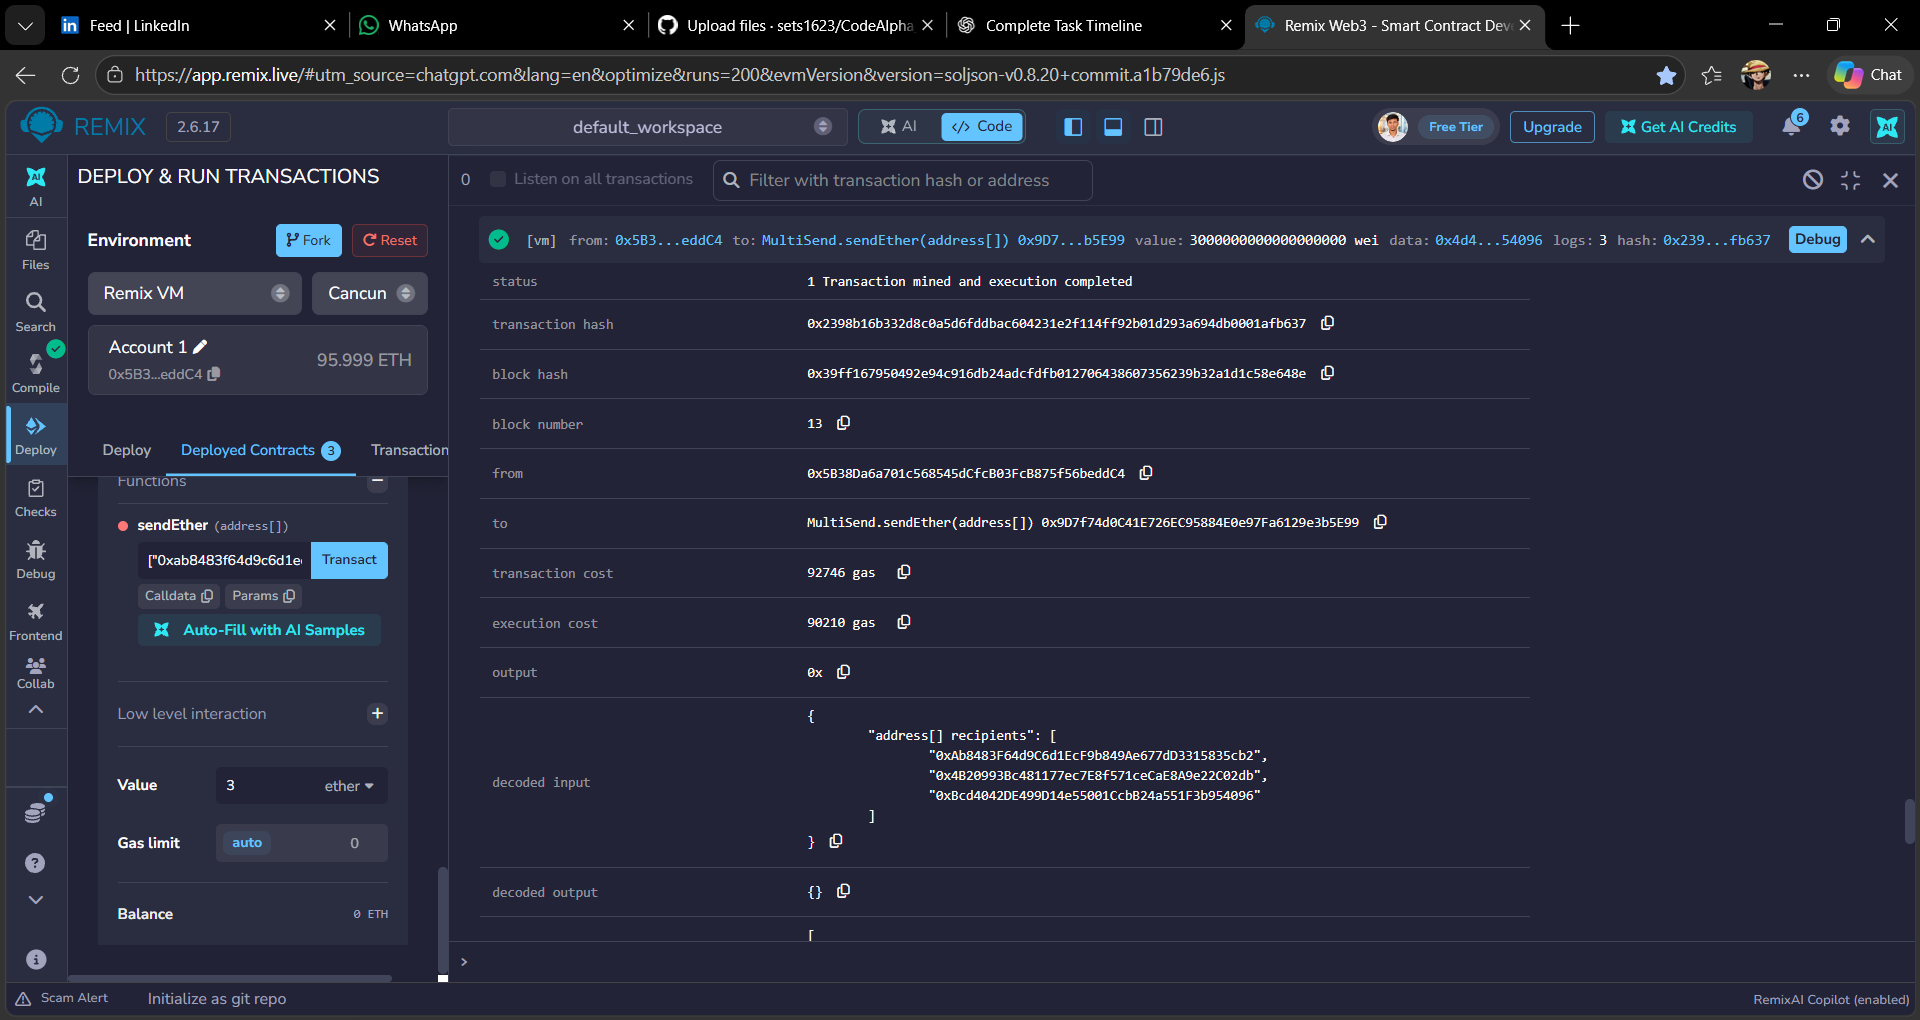 Feed | LinkedIn
WhatsApp
Upload files · sets1623/CodeAlpha
Complete Task Timeline
Remix Web3 - Smart Contract Dev
https://app.remix.live/#utm_source=chatgpt.com&lang=en&optimize&runs=200&evmVersion&version=soljson-v0.8.20+commit.a1b79de6.js
Chat
REMIX
2.6.17
default_workspace
AI
</> Code
Free Tier
Upgrade
Get AI Credits
6
AI
AI
AI
Files
Search
Compile
Deploy
Checks
Debug
Frontend
Collab
DEPLOY & RUN TRANSACTIONS
Environment
Fork
Reset
Remix VM
Cancun
Account 1
0x5B3...eddC4
95.999 ETH
Deploy
Deployed Contracts 3
Transaction
Functions
sendEther (address[])
["0xab8483f64d9c6d1e
Transact
Calldata
Params
Auto-Fill with AI Samples
Low level interaction
Value
3
ether
Gas limit
auto
0
Balance
0 ETH
0
Listen on all transactions
Filter with transaction hash or address
[vm] from: 0x5B3...eddC4 to: MultiSend.sendEther(address[]) 0x9D7...b5E99 value: 3000000000000000000 wei data: 0x4d4...54096 logs: 3 hash: 0x239...fb637
Debug
status 1 Transaction mined and execution completed
transaction hash 0x2398b16b332d8c0a5d6fddbac604231e2f114ff92b01d293a694db0001afb637
block hash 0x39ff167950492e94c916db24adcfdfb012706438607356239b32a1d1c58e648e
block number 13
from 0x5B38Da6a701c568545dCfcB03FcB875f56beddC4
to MultiSend.sendEther(address[]) 0x9D7f74d0C41E726EC95884E0e97Fa6129e3b5E99
transaction cost 92746 gas
execution cost 90210 gas
output 0x
decoded input {
"address[] recipients": [
"0xAb8483F64d9C6d1EcF9b849Ae677dD3315835cb2",
"0x4B20993Bc481177ec7E8f571ceCaE8A9e22C02db",
"0xBcd4042DE499D14e55001CcbB24a551F3b954096"
]
}
decoded output {}
[
>
Scam Alert
Initialize as git repo
RemixAI Copilot (enabled)